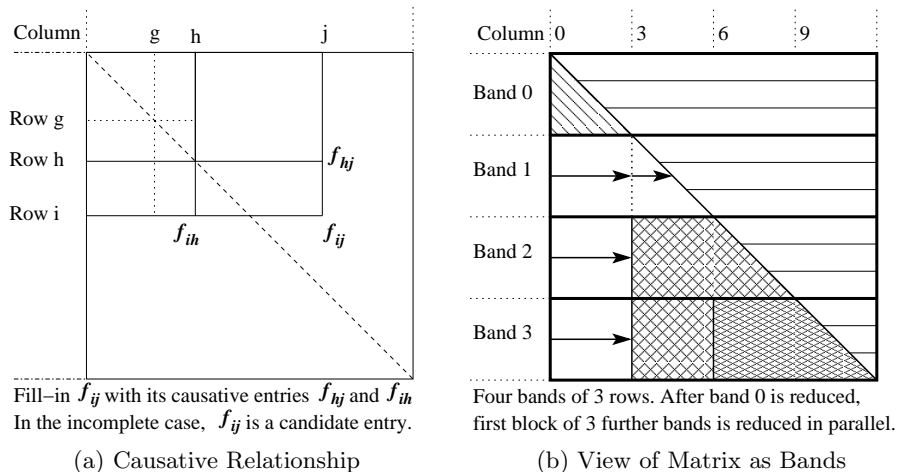 Column g h j
Row g
Row h
f_hj
Row i
f_ih f_ij
Fill–in f_ij with its causative entries f_hj and f_ih
In the incomplete case, f_ij is a candidate entry.
(a) Causative Relationship
Column 0 3 6 9
Band 0
Band 1
Band 2
Band 3
Four bands of 3 rows. After band 0 is reduced,
first block of 3 further bands is reduced in parallel.
(b) View of Matrix as Bands